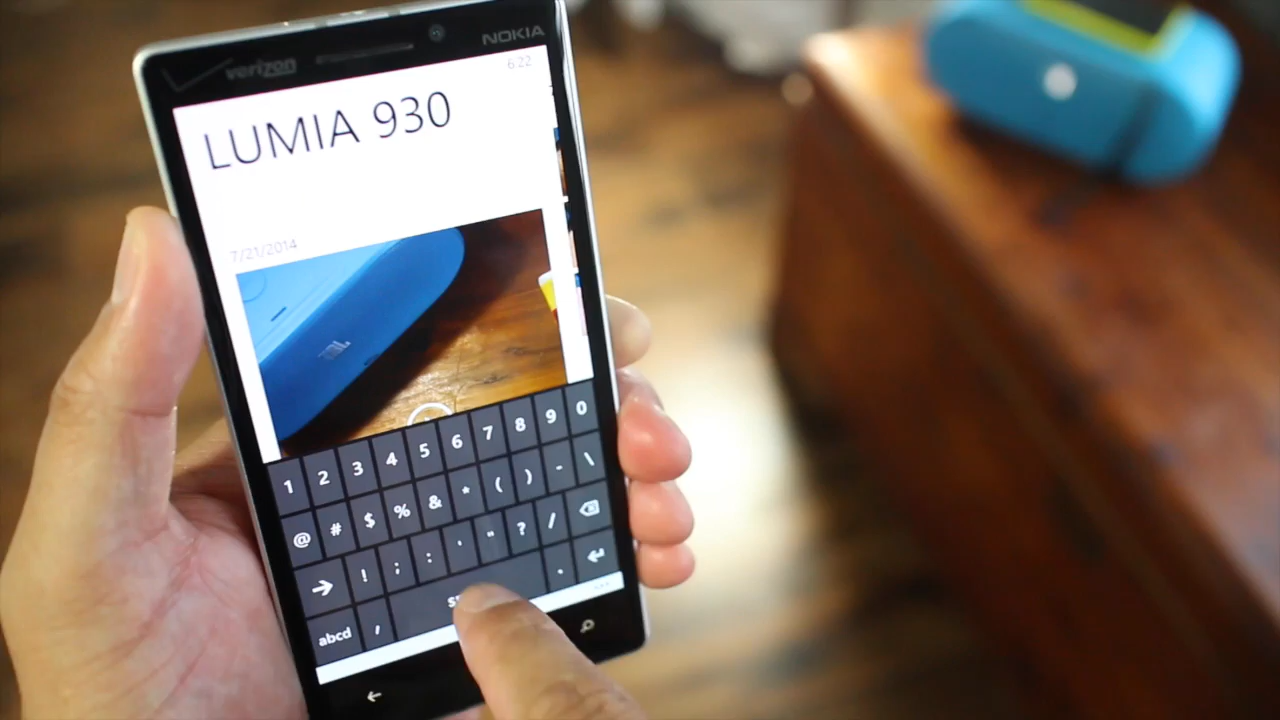 verizon
NOKIA
6:22
LUMIA 930
7/21/2014
JBL
1 2 3 4 5 6 7 8 9 0
@ # $ % & * ( ) - \
→ ! ; : ' " ? /
abcd , .